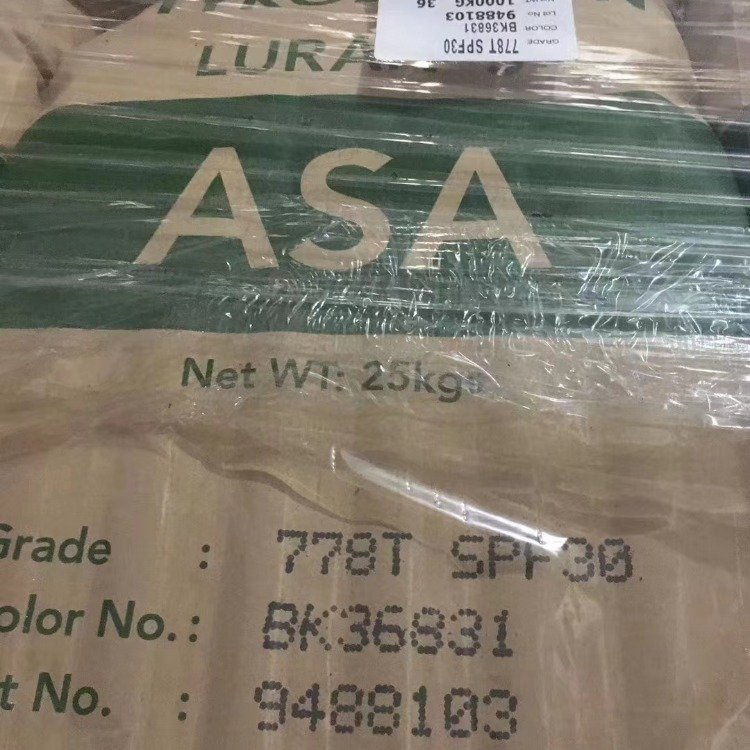 1000KG 36
Lot No 9488103
COLOR BK36831
GRADE: 778T SPF30
LURAN
ASA
Net WT: 25kgs
Grade : 778T SPF30
olor No.: BK36831
t No. : 9488103